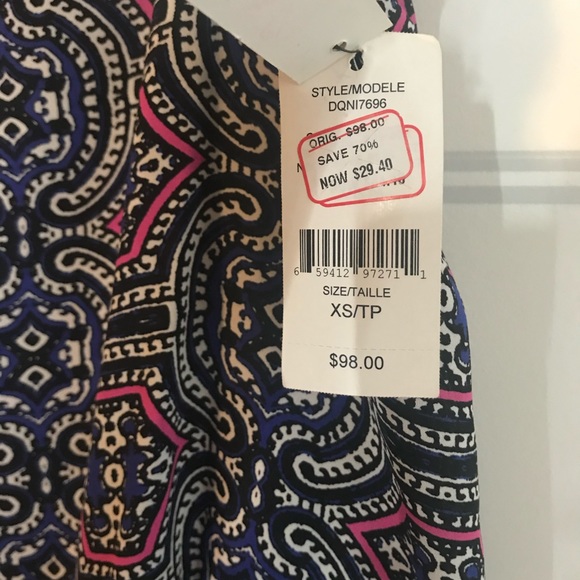 STYLE/MODELE
DQNI7696
ORIG. $98.00
SAVE 70%
NOW $29.40
6 59412 97271 1
SIZE/TAILLE
XS/TP
$98.00